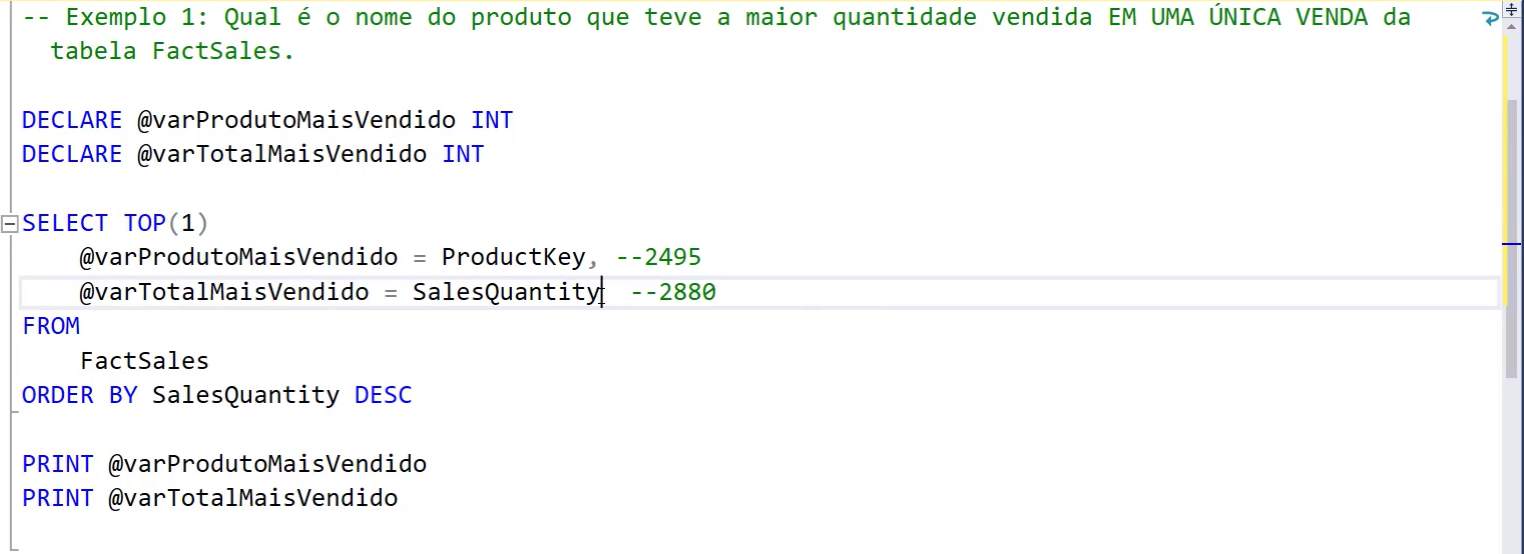 -- Exemplo 1: Qual é o nome do produto que teve a maior quantidade vendida EM UMA ÚNICA VENDA da
tabela FactSales.
DECLARE @varProdutoMaisVendido INT
DECLARE @varTotalMaisVendido INT
SELECT TOP(1)
@varProdutoMaisVendido = ProductKey, --2495
@varTotalMaisVendido = SalesQuantity --2880
FROM
FactSales
ORDER BY SalesQuantity DESC
PRINT @varProdutoMaisVendido
PRINT @varTotalMaisVendido